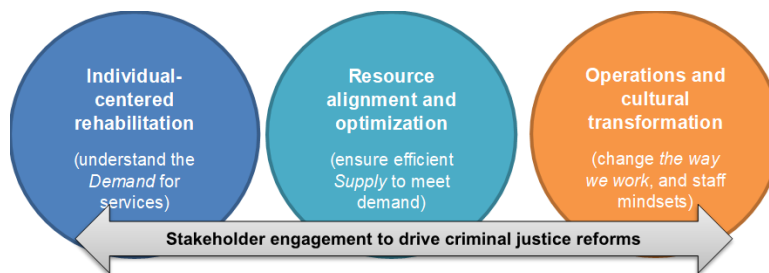 Individual-
centered
rehabilitation
(understand the
Demand for
services)
Resource
alignment and
optimization
(ensure efficient
Supply to meet
demand)
Operations and
cultural
transformation
(change the way
we work, and staff
mindsets)
Stakeholder engagement to drive criminal justice reforms